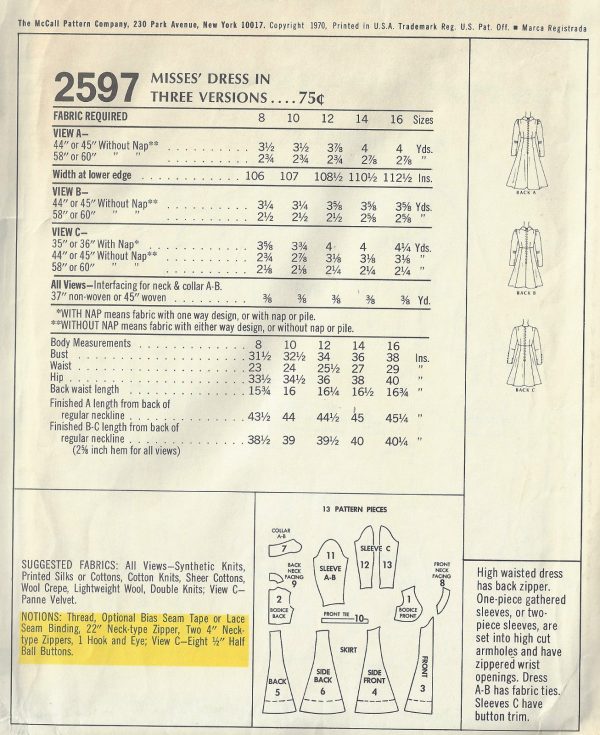 The McCall Pattern Company, 230 Park Avenue, New York 10017. Copyright 1970, Printed in U.S.A. Trademark Reg. U.S. Pat. Off. ■ Marca Registrada
2597 MISSES' DRESS IN
THREE VERSIONS....75¢
FABRIC REQUIRED 8 10 12 14 16 Sizes
VIEW A—
44" or 45" Without Nap** 3½ 3½ 3⅞ 4 4 Yds.
58" or 60" " " 2¾ 2¾ 2¾ 2⅞ 2⅞ "
Width at lower edge 106 107 108½ 110½ 112½ Ins.
VIEW B—
44" or 45" Without Nap** 3¼ 3¼ 3⅝ 3⅝ 3⅝ Yds.
58" or 60" " " 2½ 2½ 2½ 2⅝ 2⅝ "
VIEW C—
35" or 36" With Nap* 3⅝ 3¾ 4 4 4¼ Yds.
44" or 45" Without Nap** 2¾ 2⅞ 3⅛ 3⅛ 3⅛ "
58" or 60" " " 2⅛ 2⅛ 2¼ 2¼ 2¼ "
All Views—Interfacing for neck & collar A-B.
37" non-woven or 45" woven ⅜ ⅜ ⅜ ⅜ ⅜ Yd.
*WITH NAP means fabric with one way design, or with nap or pile.
**WITHOUT NAP means fabric with either way design, or without nap or pile.
Body Measurements 8 10 12 14 16
Bust 31½ 32½ 34 36 38 Ins.
Waist 23 24 25½ 27 29 "
Hip 33½ 34½ 36 38 40 "
Back waist length 15¾ 16 16¼ 16½ 16¾ "
Finished A length from back of
regular neckline 43½ 44 44½ 45 45¼ "
Finished B-C length from back of
regular neckline 38½ 39 39½ 40 40¼ "
(2⅝ inch hem for all views)
BACK A
BACK B
BACK C
SUGGESTED FABRICS: All Views—Synthetic Knits,
Printed Silks or Cottons, Cotton Knits, Sheer Cottons,
Wool Crepe, Lightweight Wool, Double Knits; View C—
Panne Velvet.
NOTIONS: Thread, Optional Bias Seam Tape or Lace
Seam Binding, 22" Neck-type Zipper, Two 4" Neck-
type Zippers, 1 Hook and Eye; View C—Eight ½" Half
Ball Buttons.
13 PATTERN PIECES
COLLAR
A-B
7
BACK
NECK
FACING
9
11
SLEEVE
A-B
SLEEVE C
12 13
FRONT
NECK
FACING
8
2
BODICE
BACK
FRONT TIE 10
1
BODICE
FRONT
SKIRT
BACK
5
SIDE
BACK
6
SIDE
FRONT
4
FRONT
3
High waisted dress
has back zipper.
One-piece gathered
sleeves, or two-
piece sleeves, are
set into high cut
armholes and have
zippered wrist
openings. Dress
A-B has fabric ties.
Sleeves C have
button trim.